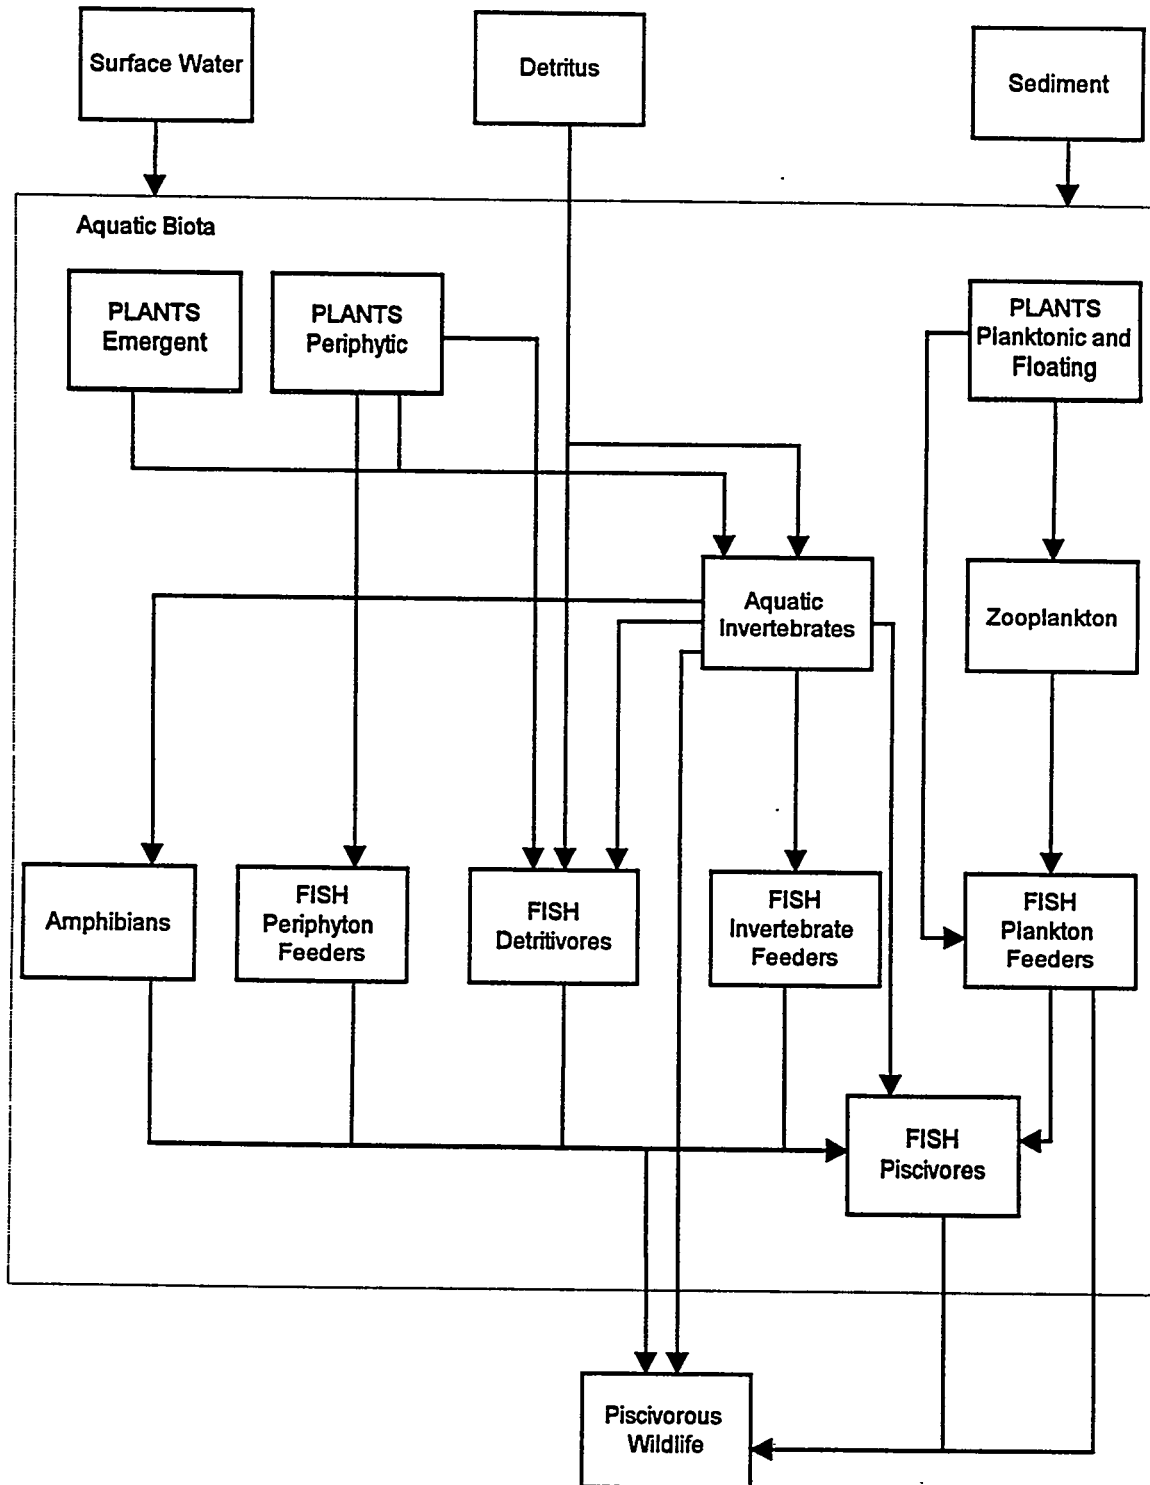 Surface Water
Detritus
Sediment
Aquatic Biota
PLANTS
Emergent
PLANTS
Periphytic
PLANTS
Planktonic and
Floating
Aquatic
Invertebrates
Zooplankton
Amphibians
FISH
Periphyton
Feeders
FISH
Detritivores
FISH
Invertebrate
Feeders
FISH
Plankton
Feeders
FISH
Piscivores
Piscivorous
Wildlife